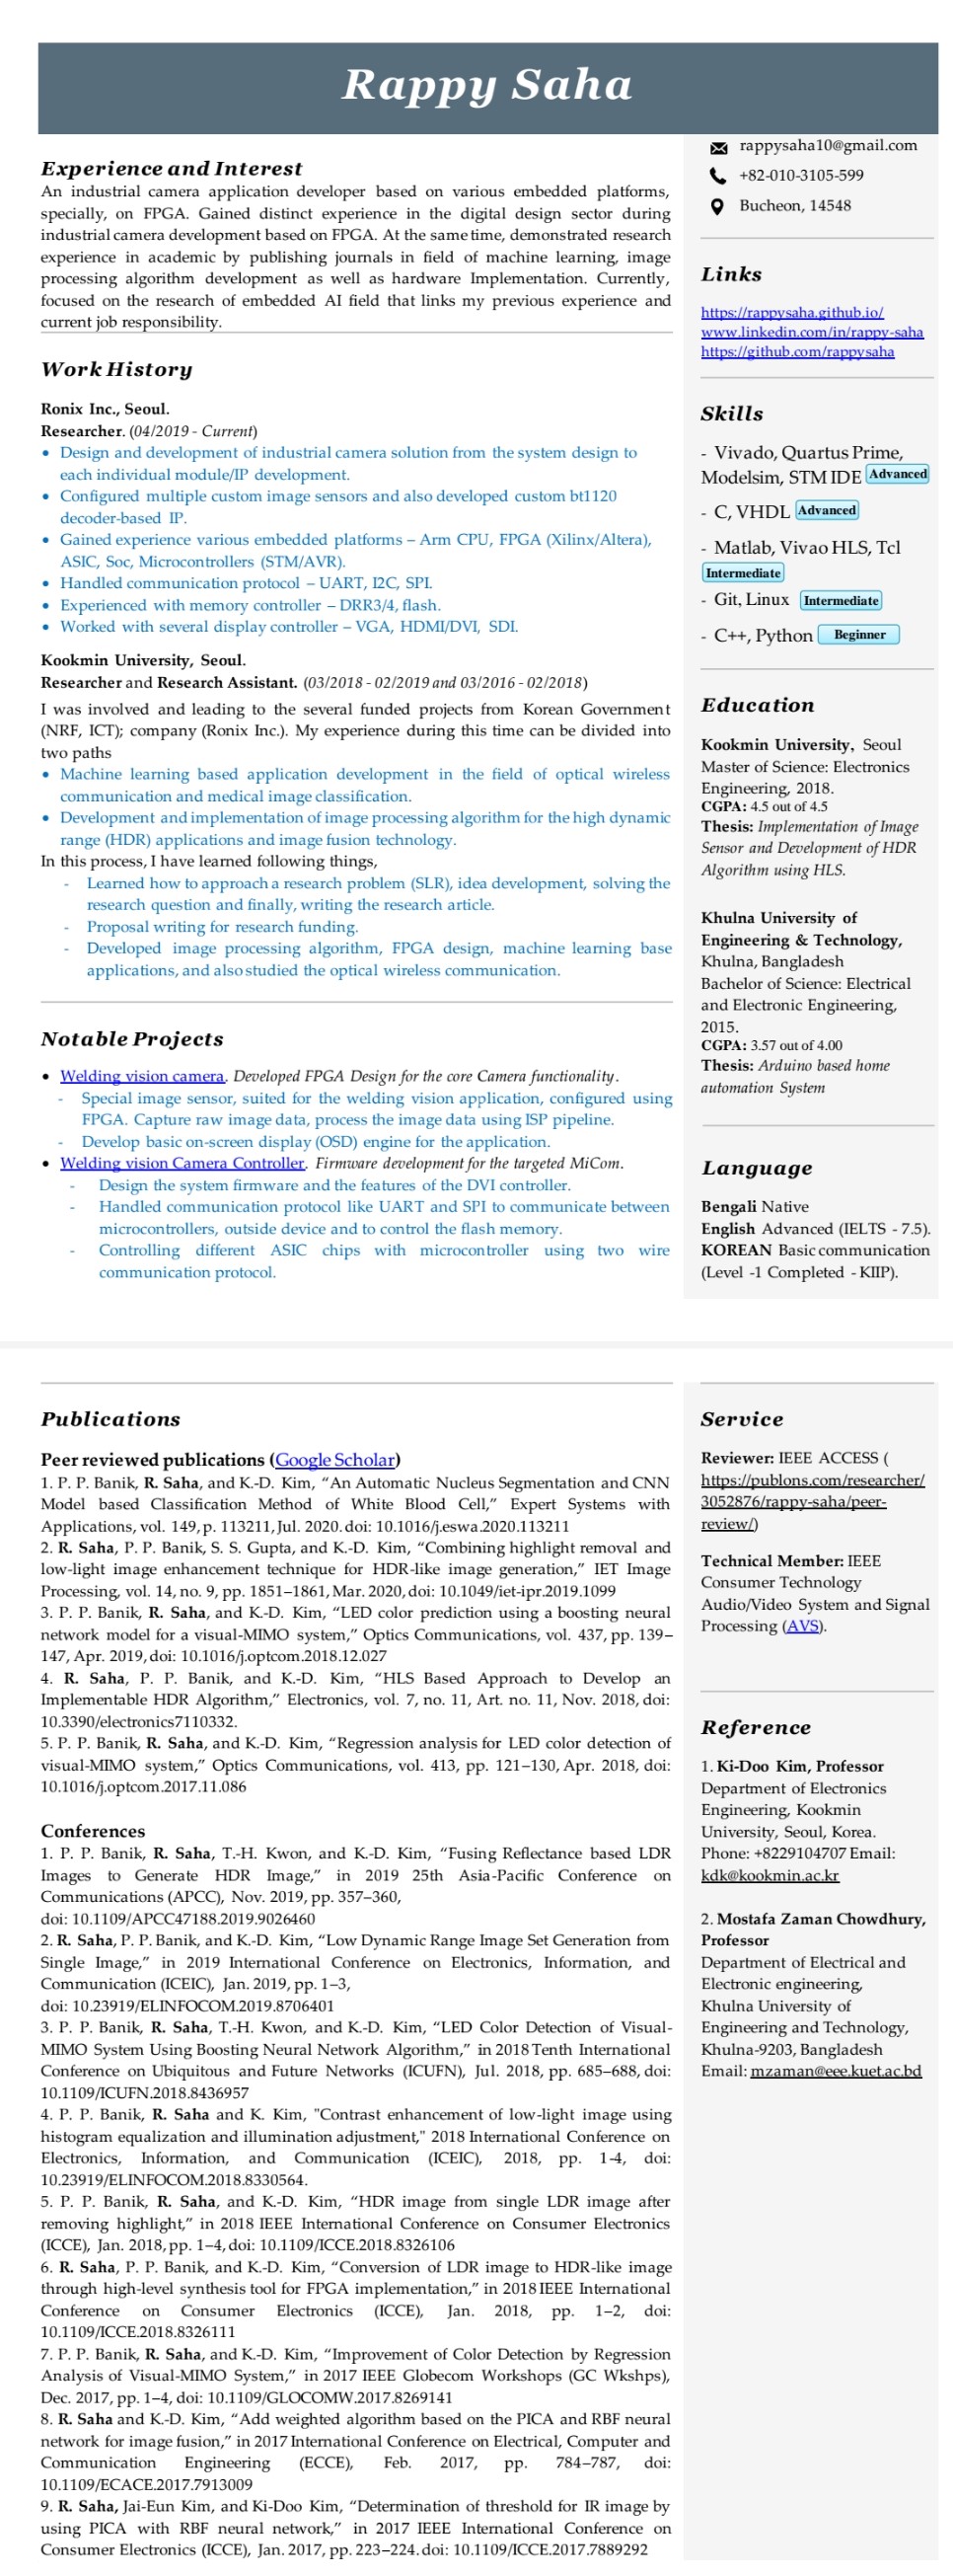 Rappy Saha
Experience and Interest
An industrial camera application developer based on various embedded platforms,
specially, on FPGA. Gained distinct experience in the digital design sector during
industrial camera development based on FPGA. At the same time, demonstrated research
experience in academic by publishing journals in field of machine learning, image
processing algorithm development as well as hardware Implementation. Currently,
focused on the research of embedded AI field that links my previous experience and
current job responsibility.
Work History
Ronix Inc., Seoul.
Researcher. (04/2019 - Current)
• Design and development of industrial camera solution from the system design to
each individual module/IP development.
• Configured multiple custom image sensors and also developed custom bt1120
decoder-based IP.
• Gained experience various embedded platforms – Arm CPU, FPGA (Xilinx/Altera),
ASIC, Soc, Microcontrollers (STM/AVR).
• Handled communication protocol – UART, I2C, SPI.
• Experienced with memory controller – DRR3/4, flash.
• Worked with several display controller – VGA, HDMI/DVI, SDI.
Kookmin University, Seoul.
Researcher and Research Assistant. (03/2018 - 02/2019 and 03/2016 - 02/2018)
I was involved and leading to the several funded projects from Korean Government
(NRF, ICT); company (Ronix Inc.). My experience during this time can be divided into
two paths
• Machine learning based application development in the field of optical wireless
communication and medical image classification.
• Development and implementation of image processing algorithm for the high dynamic
range (HDR) applications and image fusion technology.
In this process, I have learned following things,
- Learned how to approach a research problem (SLR), idea development, solving the
research question and finally, writing the research article.
- Proposal writing for research funding.
- Developed image processing algorithm, FPGA design, machine learning base
applications, and also studied the optical wireless communication.
Notable Projects
• Welding vision camera. Developed FPGA Design for the core Camera functionality.
- Special image sensor, suited for the welding vision application, configured using
FPGA. Capture raw image data, process the image data using ISP pipeline.
- Develop basic on-screen display (OSD) engine for the application.
• Welding vision Camera Controller. Firmware development for the targeted MiCom.
- Design the system firmware and the features of the DVI controller.
- Handled communication protocol like UART and SPI to communicate between
microcontrollers, outside device and to control the flash memory.
- Controlling different ASIC chips with microcontroller using two wire
communication protocol.
rappysaha10@gmail.com
+82-010-3105-599
Bucheon, 14548
Links
https://rappysaha.github.io/
www.linkedin.com/in/rappy-saha
https://github.com/rappysaha
Skills
- Vivado, Quartus Prime,
Modelsim, STM IDE Advanced
- C, VHDL Advanced
- Matlab, Vivao HLS, Tcl
Intermediate
- Git, Linux Intermediate
- C++, Python Beginner
Education
Kookmin University, Seoul
Master of Science: Electronics
Engineering, 2018.
CGPA: 4.5 out of 4.5
Thesis: Implementation of Image
Sensor and Development of HDR
Algorithm using HLS.
Khulna University of
Engineering & Technology,
Khulna, Bangladesh
Bachelor of Science: Electrical
and Electronic Engineering,
2015.
CGPA: 3.57 out of 4.00
Thesis: Arduino based home
automation System
Language
Bengali Native
English Advanced (IELTS - 7.5).
KOREAN Basic communication
(Level -1 Completed - KIIP).
Publications
Peer reviewed publications (Google Scholar)
1. P. P. Banik, R. Saha, and K.-D. Kim, “An Automatic Nucleus Segmentation and CNN
Model based Classification Method of White Blood Cell,” Expert Systems with
Applications, vol. 149, p. 113211, Jul. 2020. doi: 10.1016/j.eswa.2020.113211
2. R. Saha, P. P. Banik, S. S. Gupta, and K.-D. Kim, “Combining highlight removal and
low-light image enhancement technique for HDR-like image generation,” IET Image
Processing, vol. 14, no. 9, pp. 1851–1861, Mar. 2020, doi: 10.1049/iet-ipr.2019.1099
3. P. P. Banik, R. Saha, and K.-D. Kim, “LED color prediction using a boosting neural
network model for a visual-MIMO system,” Optics Communications, vol. 437, pp. 139–
147, Apr. 2019, doi: 10.1016/j.optcom.2018.12.027
4. R. Saha, P. P. Banik, and K.-D. Kim, “HLS Based Approach to Develop an
Implementable HDR Algorithm,” Electronics, vol. 7, no. 11, Art. no. 11, Nov. 2018, doi:
10.3390/electronics7110332.
5. P. P. Banik, R. Saha, and K.-D. Kim, “Regression analysis for LED color detection of
visual-MIMO system,” Optics Communications, vol. 413, pp. 121–130, Apr. 2018, doi:
10.1016/j.optcom.2017.11.086
Conferences
1. P. P. Banik, R. Saha, T.-H. Kwon, and K.-D. Kim, “Fusing Reflectance based LDR
Images to Generate HDR Image,” in 2019 25th Asia-Pacific Conference on
Communications (APCC), Nov. 2019, pp. 357–360,
doi: 10.1109/APCC47188.2019.9026460
2. R. Saha, P. P. Banik, and K.-D. Kim, “Low Dynamic Range Image Set Generation from
Single Image,” in 2019 International Conference on Electronics, Information, and
Communication (ICEIC), Jan. 2019, pp. 1–3,
doi: 10.23919/ELINFOCOM.2019.8706401
3. P. P. Banik, R. Saha, T.-H. Kwon, and K.-D. Kim, “LED Color Detection of Visual-
MIMO System Using Boosting Neural Network Algorithm,” in 2018 Tenth International
Conference on Ubiquitous and Future Networks (ICUFN), Jul. 2018, pp. 685–688, doi:
10.1109/ICUFN.2018.8436957
4. P. P. Banik, R. Saha and K. Kim, "Contrast enhancement of low-light image using
histogram equalization and illumination adjustment," 2018 International Conference on
Electronics, Information, and Communication (ICEIC), 2018, pp. 1-4, doi:
10.23919/ELINFOCOM.2018.8330564.
5. P. P. Banik, R. Saha, and K.-D. Kim, “HDR image from single LDR image after
removing highlight,” in 2018 IEEE International Conference on Consumer Electronics
(ICCE), Jan. 2018, pp. 1–4, doi: 10.1109/ICCE.2018.8326106
6. R. Saha, P. P. Banik, and K.-D. Kim, “Conversion of LDR image to HDR-like image
through high-level synthesis tool for FPGA implementation,” in 2018 IEEE International
Conference on Consumer Electronics (ICCE), Jan. 2018, pp. 1–2, doi:
10.1109/ICCE.2018.8326111
7. P. P. Banik, R. Saha, and K.-D. Kim, “Improvement of Color Detection by Regression
Analysis of Visual-MIMO System,” in 2017 IEEE Globecom Workshops (GC Wkshps),
Dec. 2017, pp. 1–4, doi: 10.1109/GLOCOMW.2017.8269141
8. R. Saha and K.-D. Kim, “Add weighted algorithm based on the PICA and RBF neural
network for image fusion,” in 2017 International Conference on Electrical, Computer and
Communication Engineering (ECCE), Feb. 2017, pp. 784–787, doi:
10.1109/ECACE.2017.7913009
9. R. Saha, Jai-Eun Kim, and Ki-Doo Kim, “Determination of threshold for IR image by
using PICA with RBF neural network,” in 2017 IEEE International Conference on
Consumer Electronics (ICCE), Jan. 2017, pp. 223–224. doi: 10.1109/ICCE.2017.7889292
Service
Reviewer: IEEE ACCESS (
https://publons.com/researcher/
3052876/rappy-saha/peer-
review/)
Technical Member: IEEE
Consumer Technology
Audio/Video System and Signal
Processing (AVS).
Reference
1. Ki-Doo Kim, Professor
Department of Electronics
Engineering, Kookmin
University, Seoul, Korea.
Phone: +8229104707 Email:
kdk@kookmin.ac.kr
2. Mostafa Zaman Chowdhury,
Professor
Department of Electrical and
Electronic engineering,
Khulna University of
Engineering and Technology,
Khulna-9203, Bangladesh
Email: mzaman@eee.kuet.ac.bd